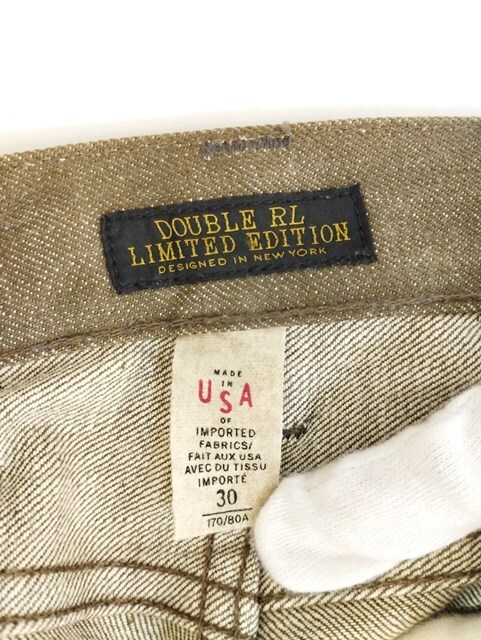 DOUBLE RL
LIMITED EDITION
DESIGNED IN NEW YORK
MADE
IN
USA
OF
IMPORTED
FABRICS/
FAIT AUX USA
AVEC DU TISSU
IMPORTÉ
30
170/80A